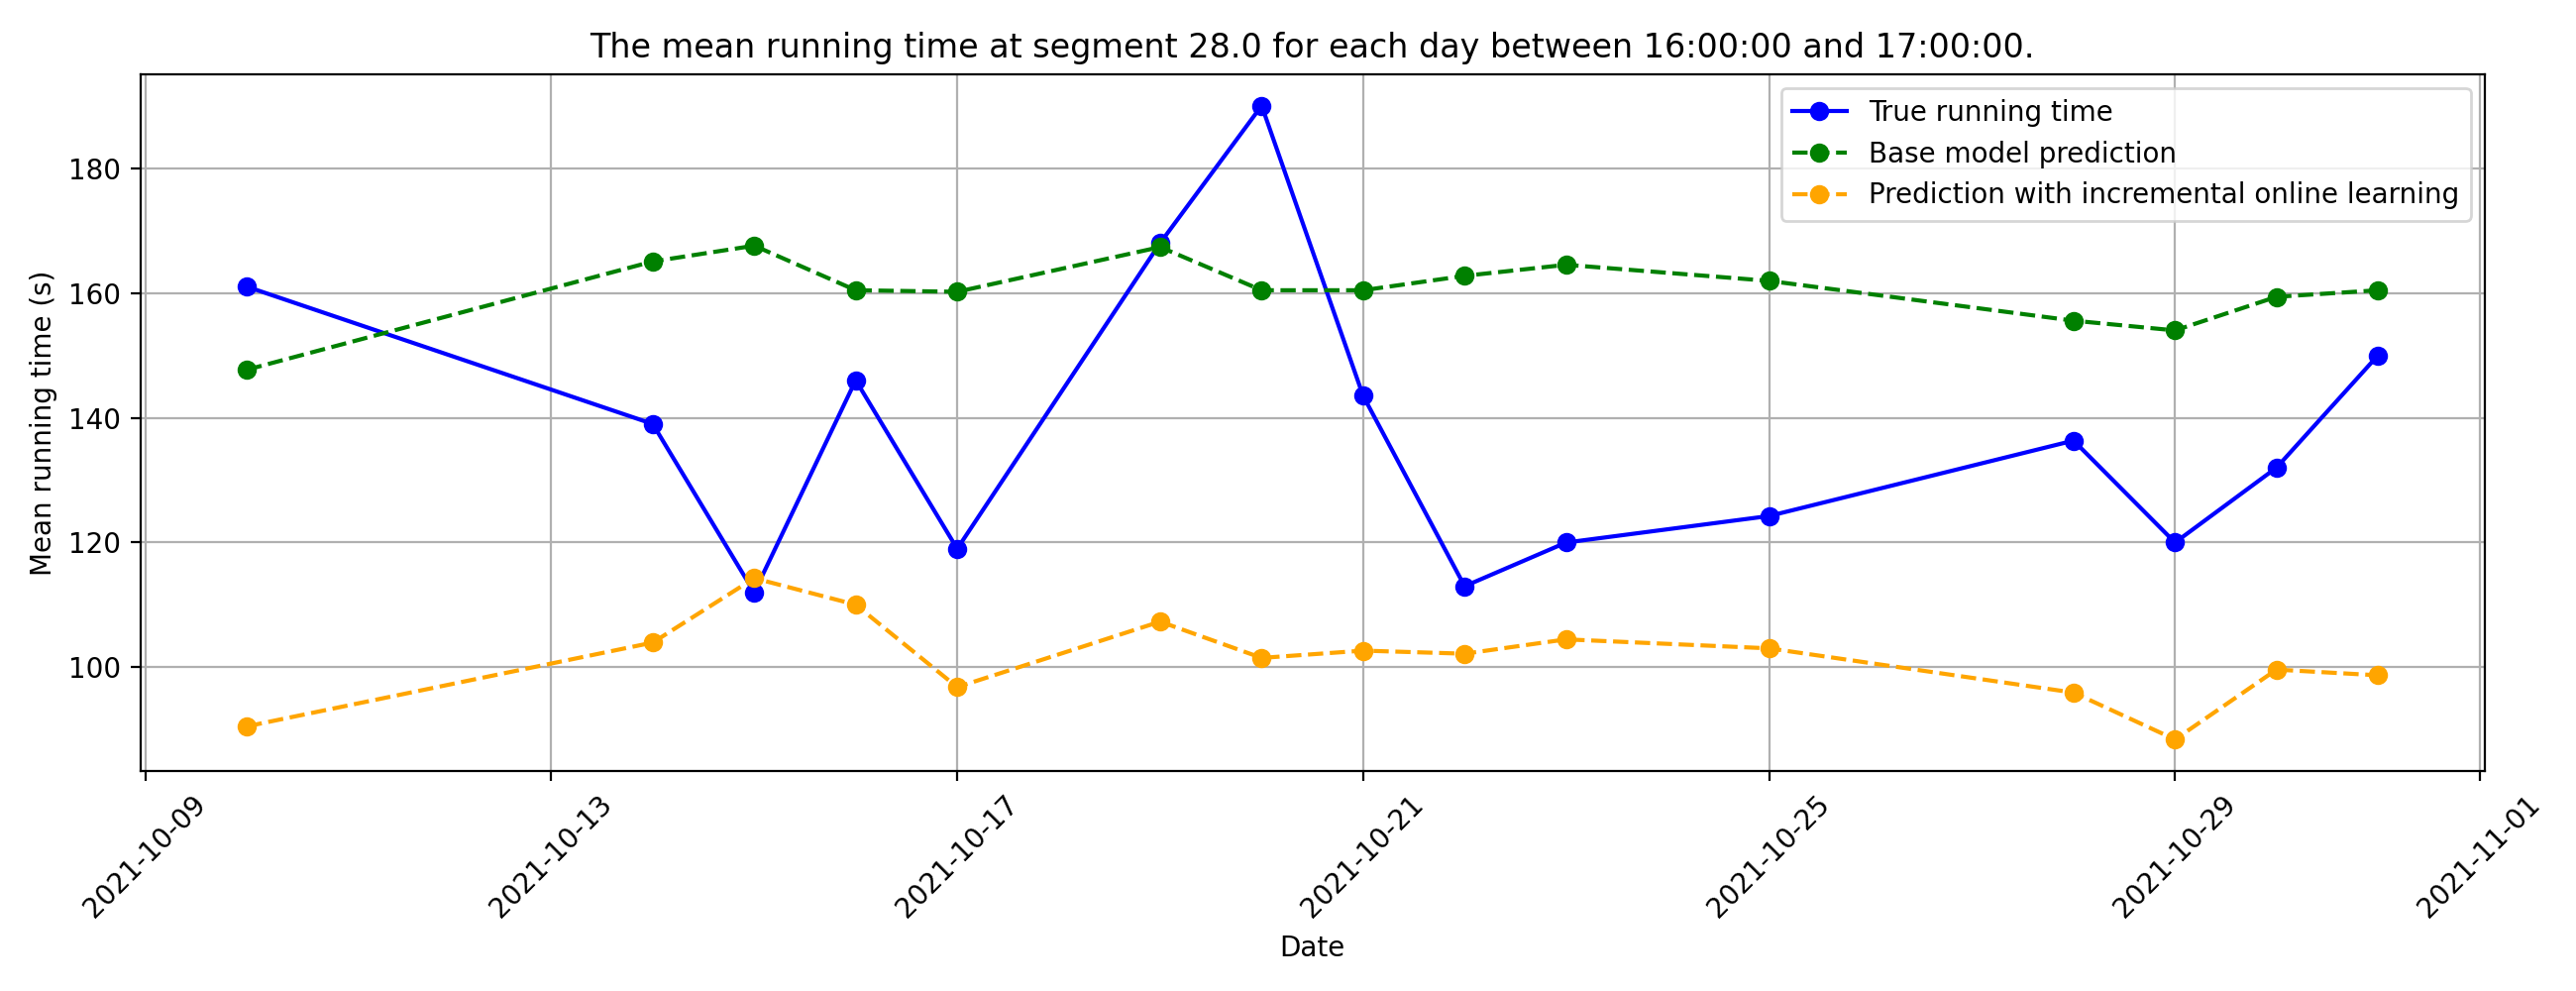 The mean running time at segment 28.0 for each day between 16:00:00 and 17:00:00.
True running time
Base model prediction
Prediction with incremental online learning
Mean running time (s)
180
160
140
120
100
2021-10-09
2021-10-13
2021-10-17
2021-10-21
2021-10-25
2021-10-29
2021-11-01
Date